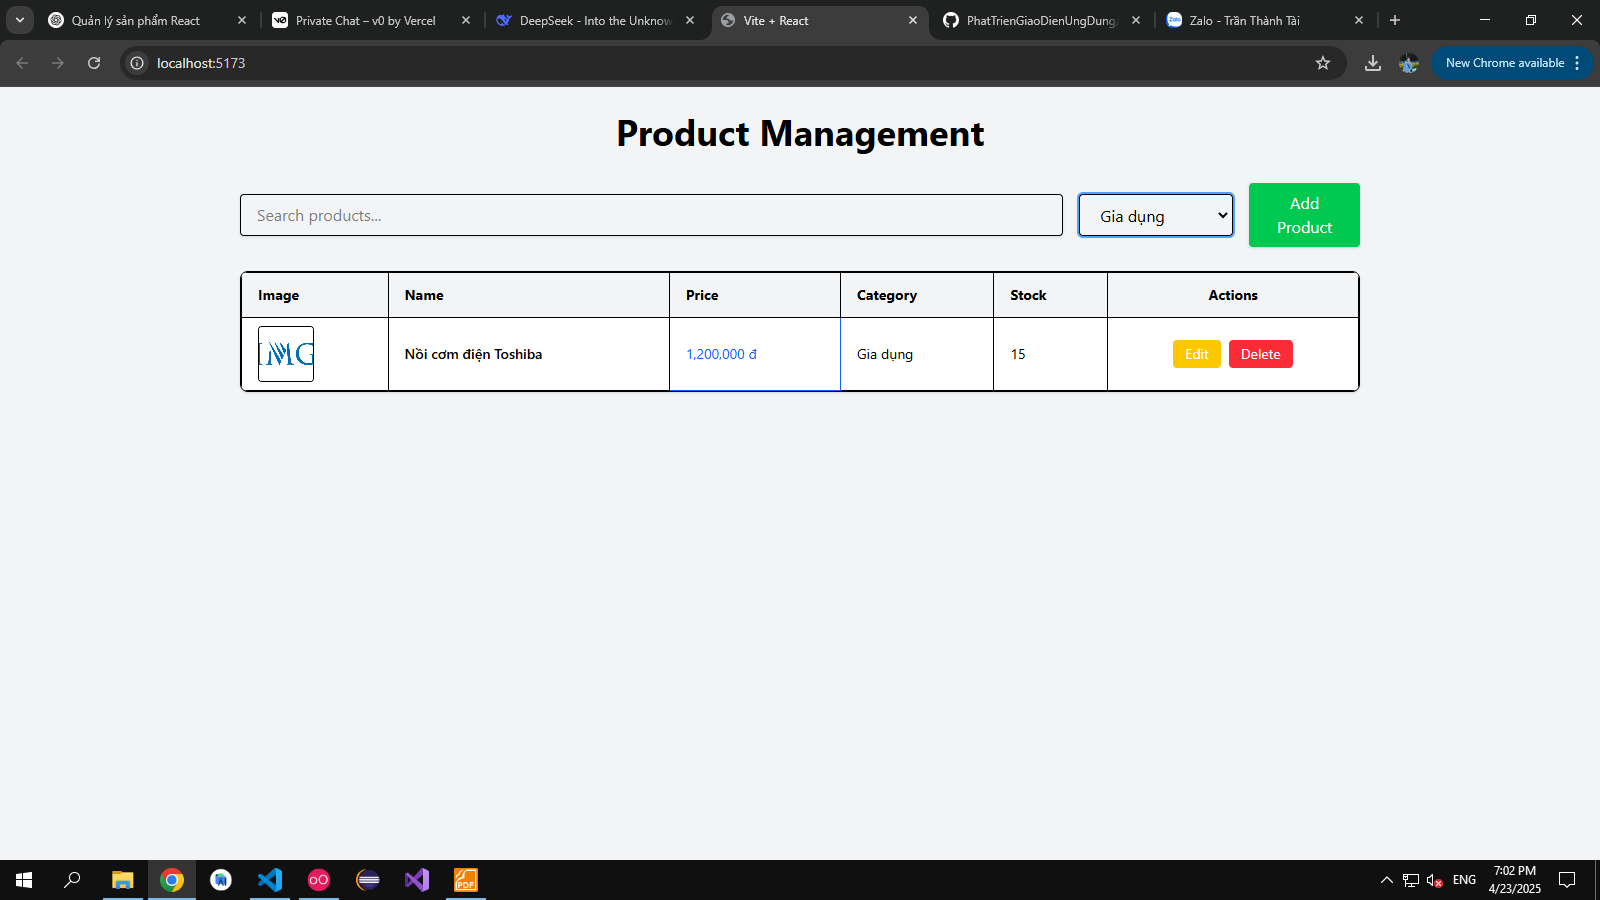 Quản lý sản phẩm React
Private Chat – v0 by Vercel
DeepSeek - Into the Unknow
Vite + React
PhatTrienGiaoDienUngDung
Zalo - Trần Thành Tài
localhost:5173
New Chrome available
Product Management
Search products...
Gia dụng
Add
Product
Image
Name
Price
Category
Stock
Actions
IMG
Nồi cơm điện Toshiba
1,200,000 đ
Gia dụng
15
Edit
Delete
ENG
7:02 PM
4/23/2025